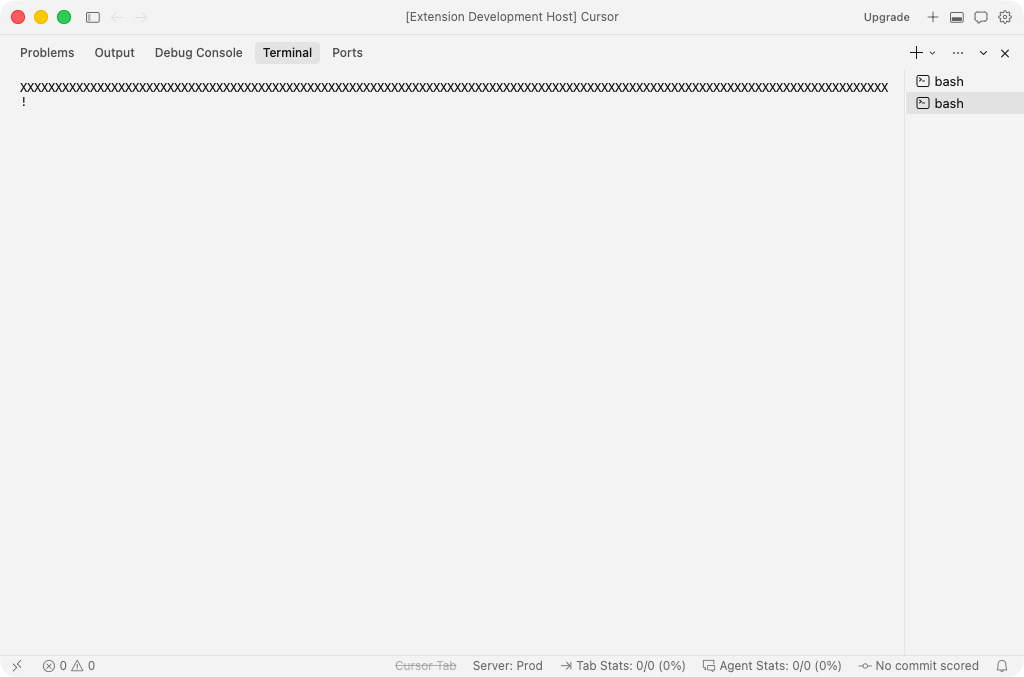 [Extension Development Host] Cursor
Upgrade
Problems Output Debug Console Terminal Ports
XXXXXXXXXXXXXXXXXXXXXXXXXXXXXXXXXXXXXXXXXXXXXXXXXXXXXXXXXXXXXXXXXXXXXXXXXXXXXXXXXXXXXXXXXXXXXXXXXXXXXXXXXXXXXXXXXXXXXXXXXXXX
!
bash
bash
0 0 Cursor Tab Server: Prod Tab Stats: 0/0 (0%) Agent Stats: 0/0 (0%) No commit scored